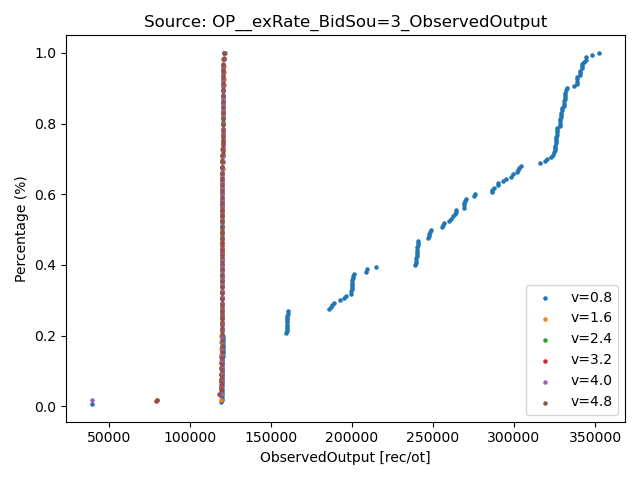 Source: OP__exRate_BidSou=3_ObservedOutput
Percentage (%)
1.0
0.8
0.6
0.4
0.2
0.0
v=0.8
v=1.6
v=2.4
v=3.2
v=4.0
v=4.8
50000 100000 150000 200000 250000 300000 350000
ObservedOutput [rec/ot]